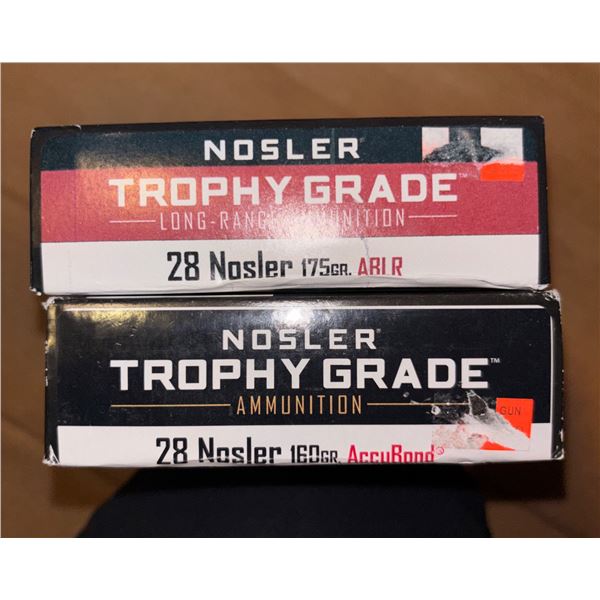 NOSLER®
TROPHY GRADE™
LONG-RANGE AMMUNITION
28 Nosler 175GR. ABLR
NOSLER®
TROPHY GRADE™
AMMUNITION
GUN
28 Nosler 160GR. AccuBond®